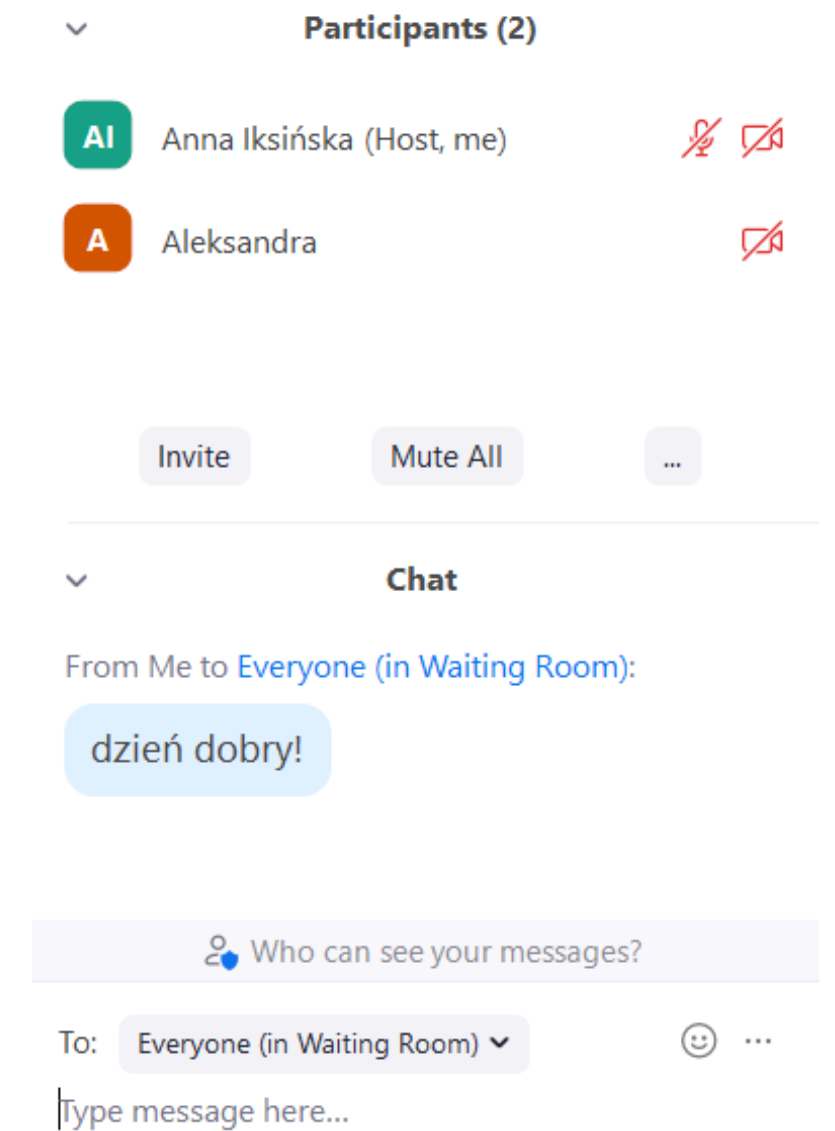 Participants (2)
AI Anna Iksińska (Host, me)
A Aleksandra
Invite Mute All ...
Chat
From Me to Everyone (in Waiting Room):
dzień dobry!
Who can see your messages?
To: Everyone (in Waiting Room)
Type message here...